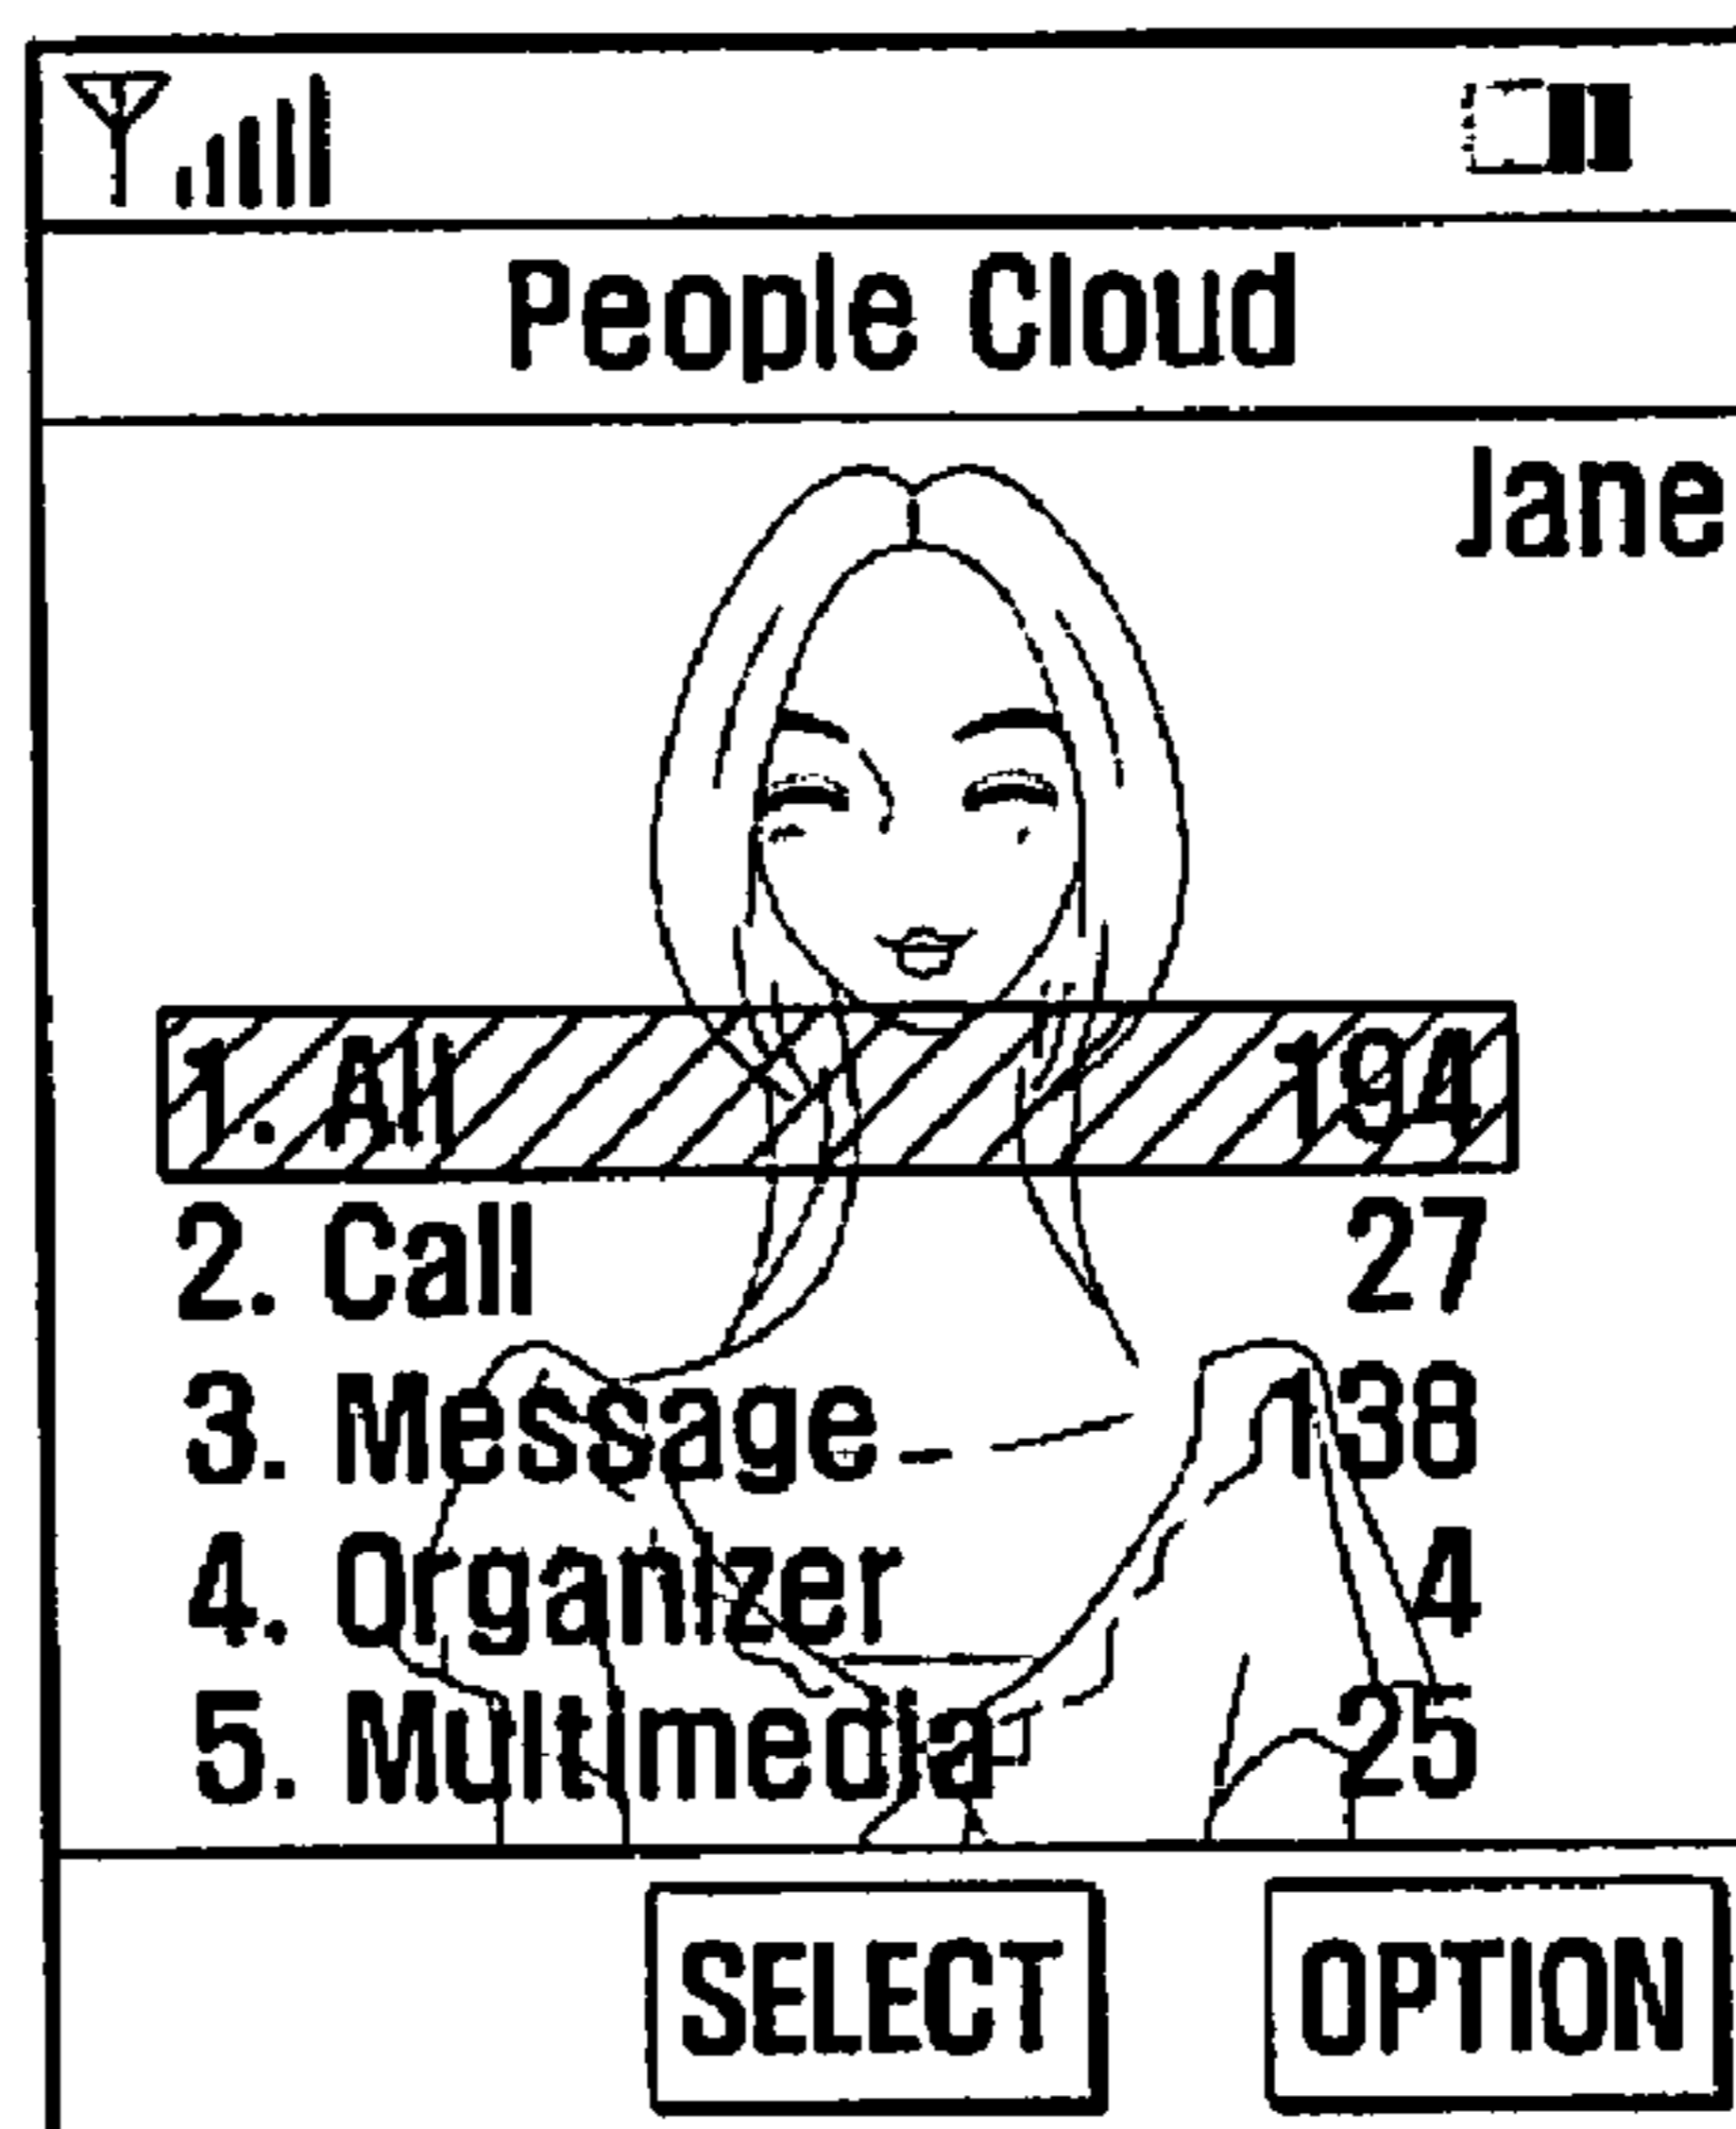 People Cloud
Jane
1. All 194
2. Call 27
3. Message 138
4. Organizer 4
5. Multimedia 25
SELECT OPTION